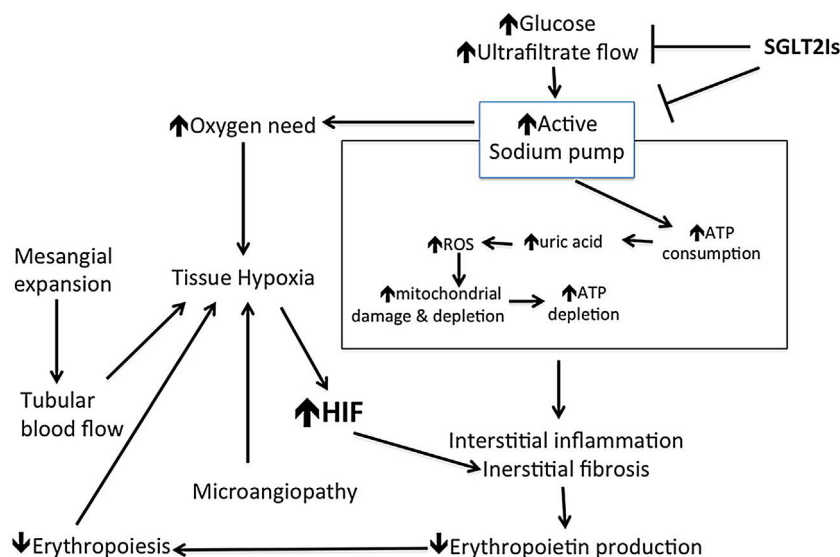 Glucose
Ultrafiltrate flow
SGLT2Is
Oxygen need
Active
Sodium pump
ATP
consumption
uric acid
ROS
mitochondrial
damage & depletion
ATP
depletion
Mesangial
expansion
Tissue Hypoxia
Tubular
blood flow
HIF
Interstitial inflammation
Inerstitial fibrosis
Microangiopathy
Erythropoiesis
Erythropoietin production